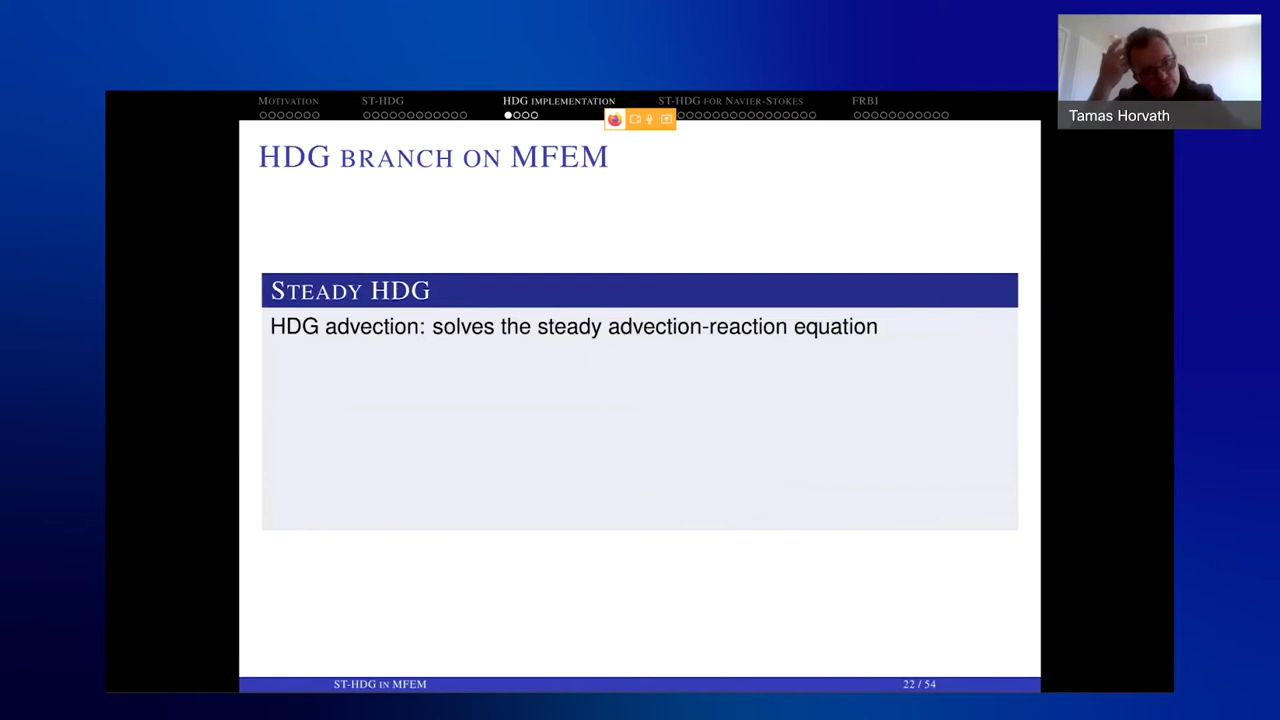 MOTIVATION ST-HDG HDG IMPLEMENTATION ST-HDG FOR NAVIER-STOKES FRBI
Tamas Horvath
HDG BRANCH ON MFEM
STEADY HDG
HDG advection: solves the steady advection-reaction equation
ST-HDG IN MFEM 22 / 54